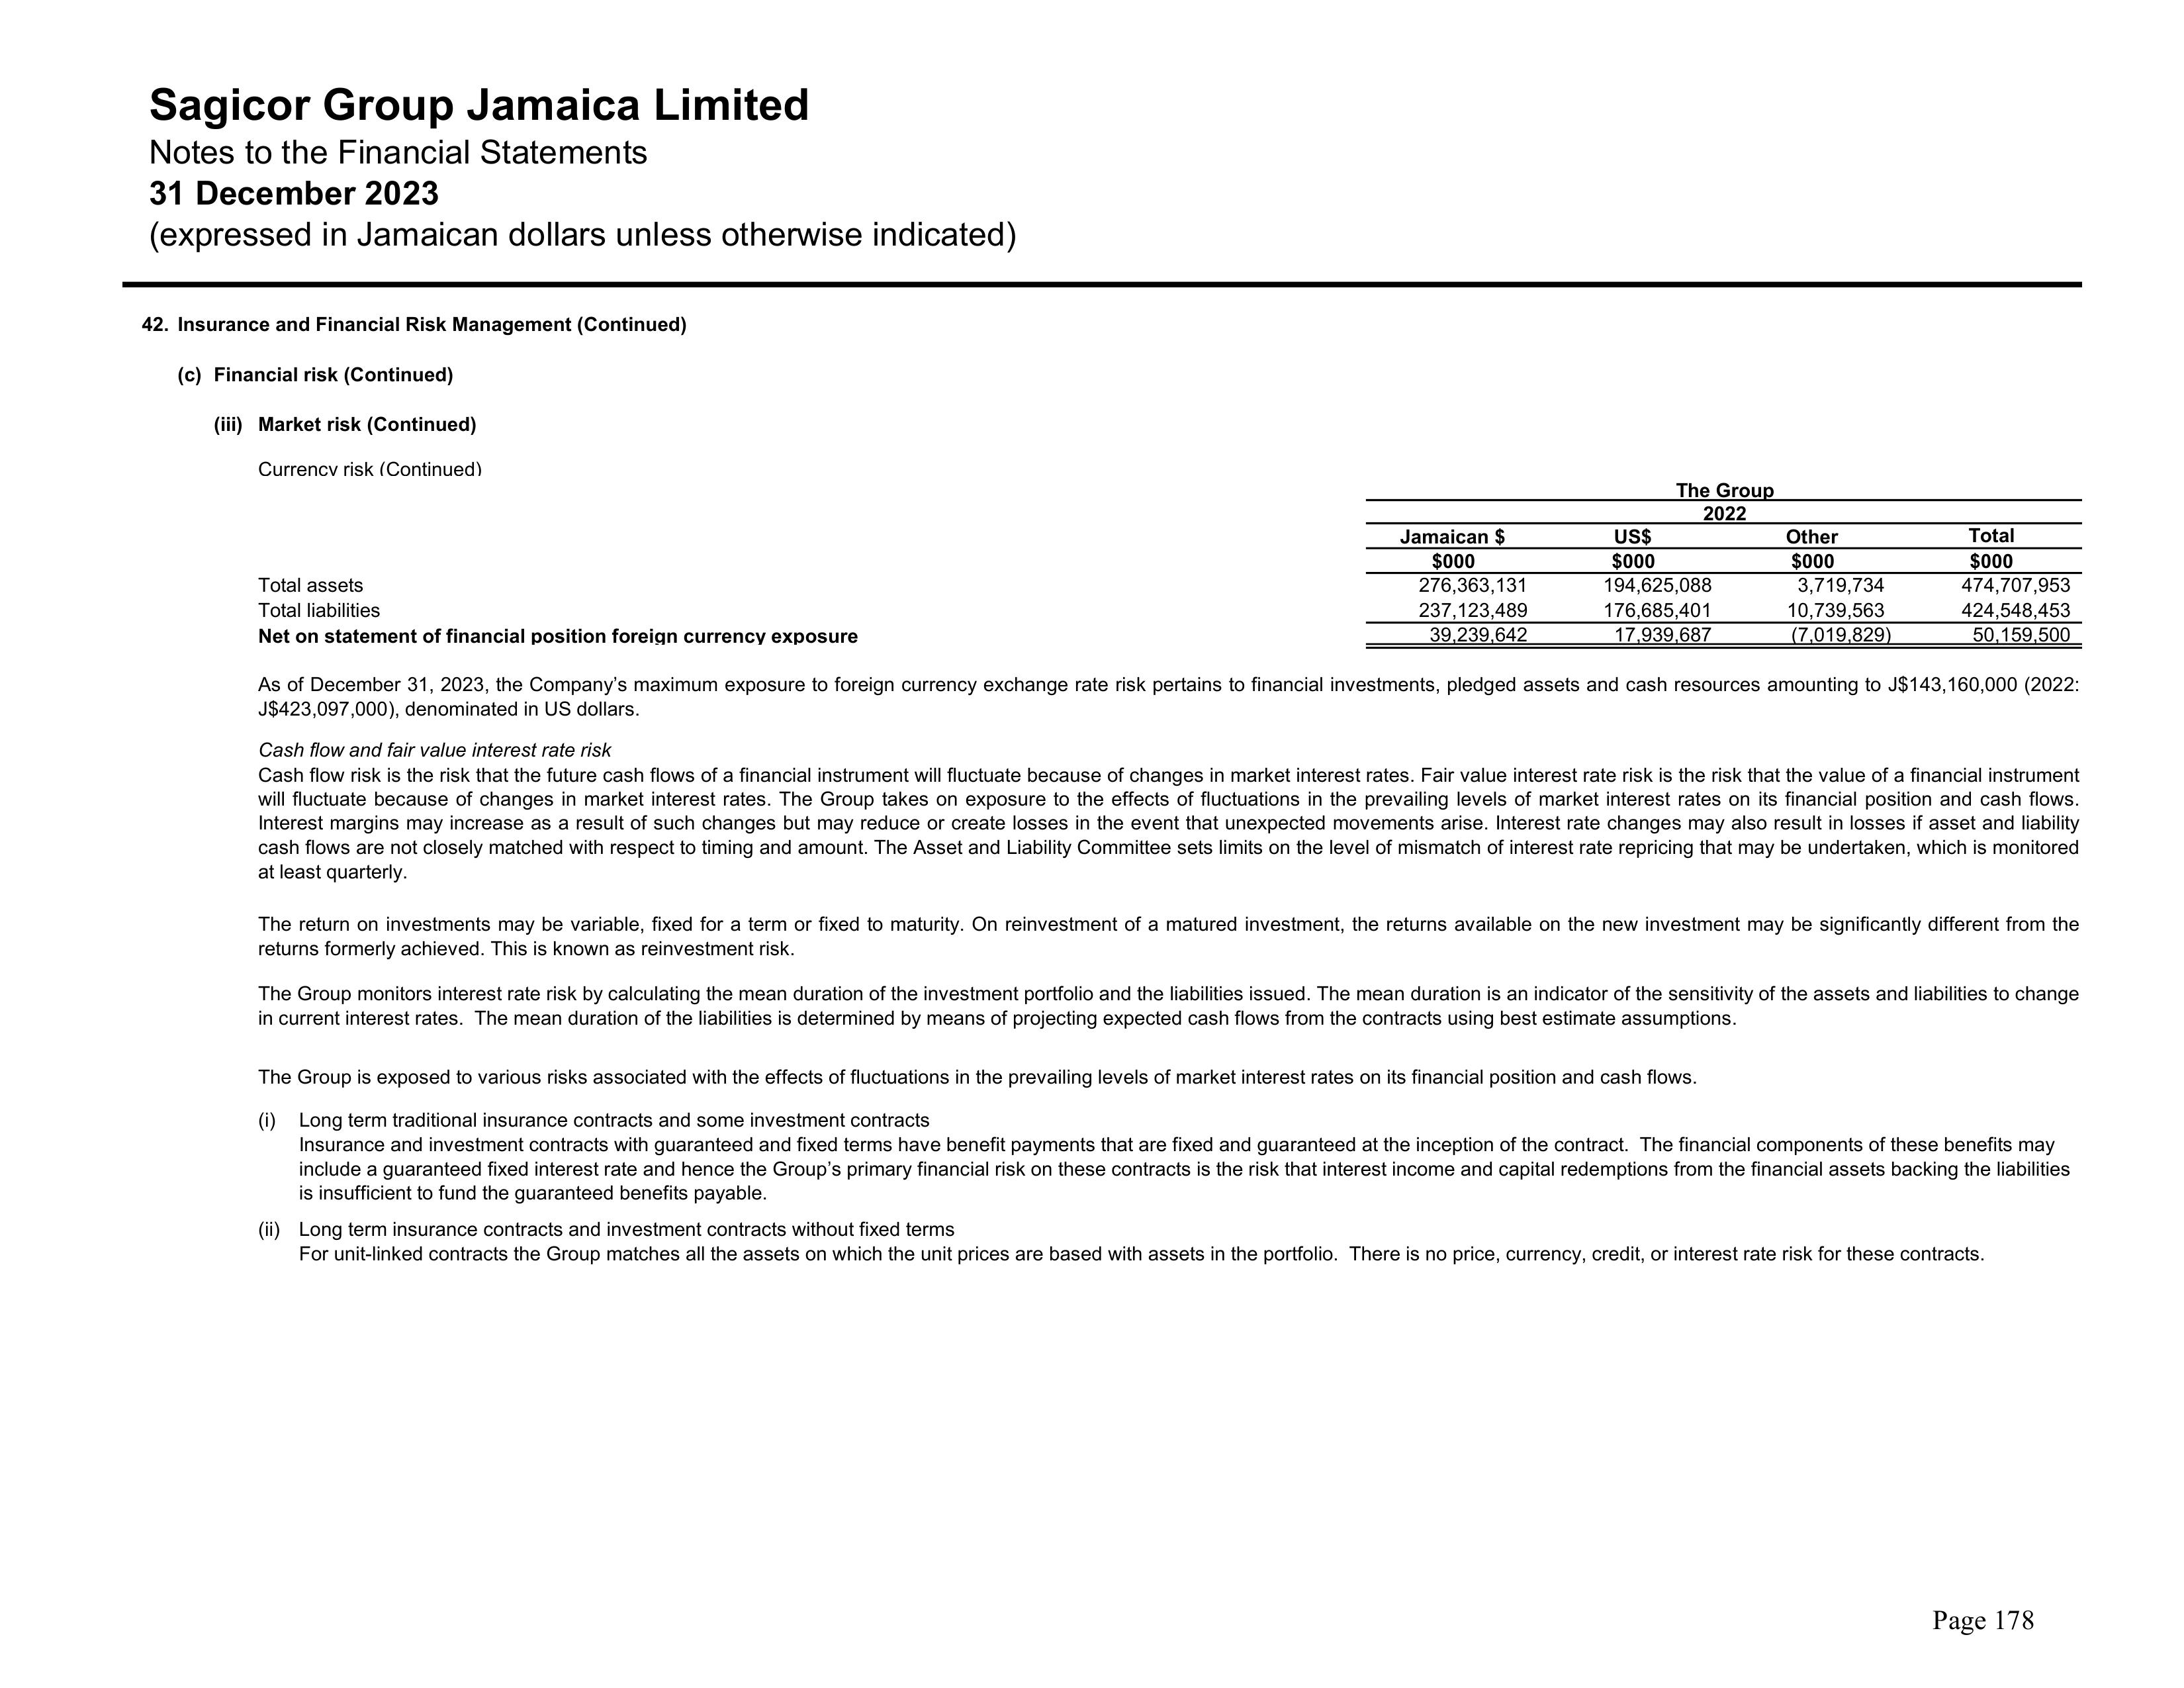 Sagicor Group Jamaica Limited
Notes to the Financial Statements
31 December 2023
(expressed in Jamaican dollars unless otherwise indicated)
42. Insurance and Financial Risk Management (Continued)
(c) Financial risk (Continued)
(iii) Market risk (Continued)
Currency risk (Continued)
The Group
2022
Jamaican $ US$ Other Total
$000 $000 $000 $000
Total assets 276,363,131 194,625,088 3,719,734 474,707,953
Total liabilities 237,123,489 176,685,401 10,739,563 424,548,453
Net on statement of financial position foreign currency exposure 39,239,642 17,939,687 (7,019,829) 50,159,500
As of December 31, 2023, the Company’s maximum exposure to foreign currency exchange rate risk pertains to financial investments, pledged assets and cash resources amounting to J$143,160,000 (2022:
J$423,097,000), denominated in US dollars.
Cash flow and fair value interest rate risk
Cash flow risk is the risk that the future cash flows of a financial instrument will fluctuate because of changes in market interest rates. Fair value interest rate risk is the risk that the value of a financial instrument
will fluctuate because of changes in market interest rates. The Group takes on exposure to the effects of fluctuations in the prevailing levels of market interest rates on its financial position and cash flows.
Interest margins may increase as a result of such changes but may reduce or create losses in the event that unexpected movements arise. Interest rate changes may also result in losses if asset and liability
cash flows are not closely matched with respect to timing and amount. The Asset and Liability Committee sets limits on the level of mismatch of interest rate repricing that may be undertaken, which is monitored
at least quarterly.
The return on investments may be variable, fixed for a term or fixed to maturity. On reinvestment of a matured investment, the returns available on the new investment may be significantly different from the
returns formerly achieved. This is known as reinvestment risk.
The Group monitors interest rate risk by calculating the mean duration of the investment portfolio and the liabilities issued. The mean duration is an indicator of the sensitivity of the assets and liabilities to change
in current interest rates. The mean duration of the liabilities is determined by means of projecting expected cash flows from the contracts using best estimate assumptions.
The Group is exposed to various risks associated with the effects of fluctuations in the prevailing levels of market interest rates on its financial position and cash flows.
(i) Long term traditional insurance contracts and some investment contracts
Insurance and investment contracts with guaranteed and fixed terms have benefit payments that are fixed and guaranteed at the inception of the contract. The financial components of these benefits may
include a guaranteed fixed interest rate and hence the Group’s primary financial risk on these contracts is the risk that interest income and capital redemptions from the financial assets backing the liabilities
is insufficient to fund the guaranteed benefits payable.
(ii) Long term insurance contracts and investment contracts without fixed terms
For unit-linked contracts the Group matches all the assets on which the unit prices are based with assets in the portfolio. There is no price, currency, credit, or interest rate risk for these contracts.
Page 178